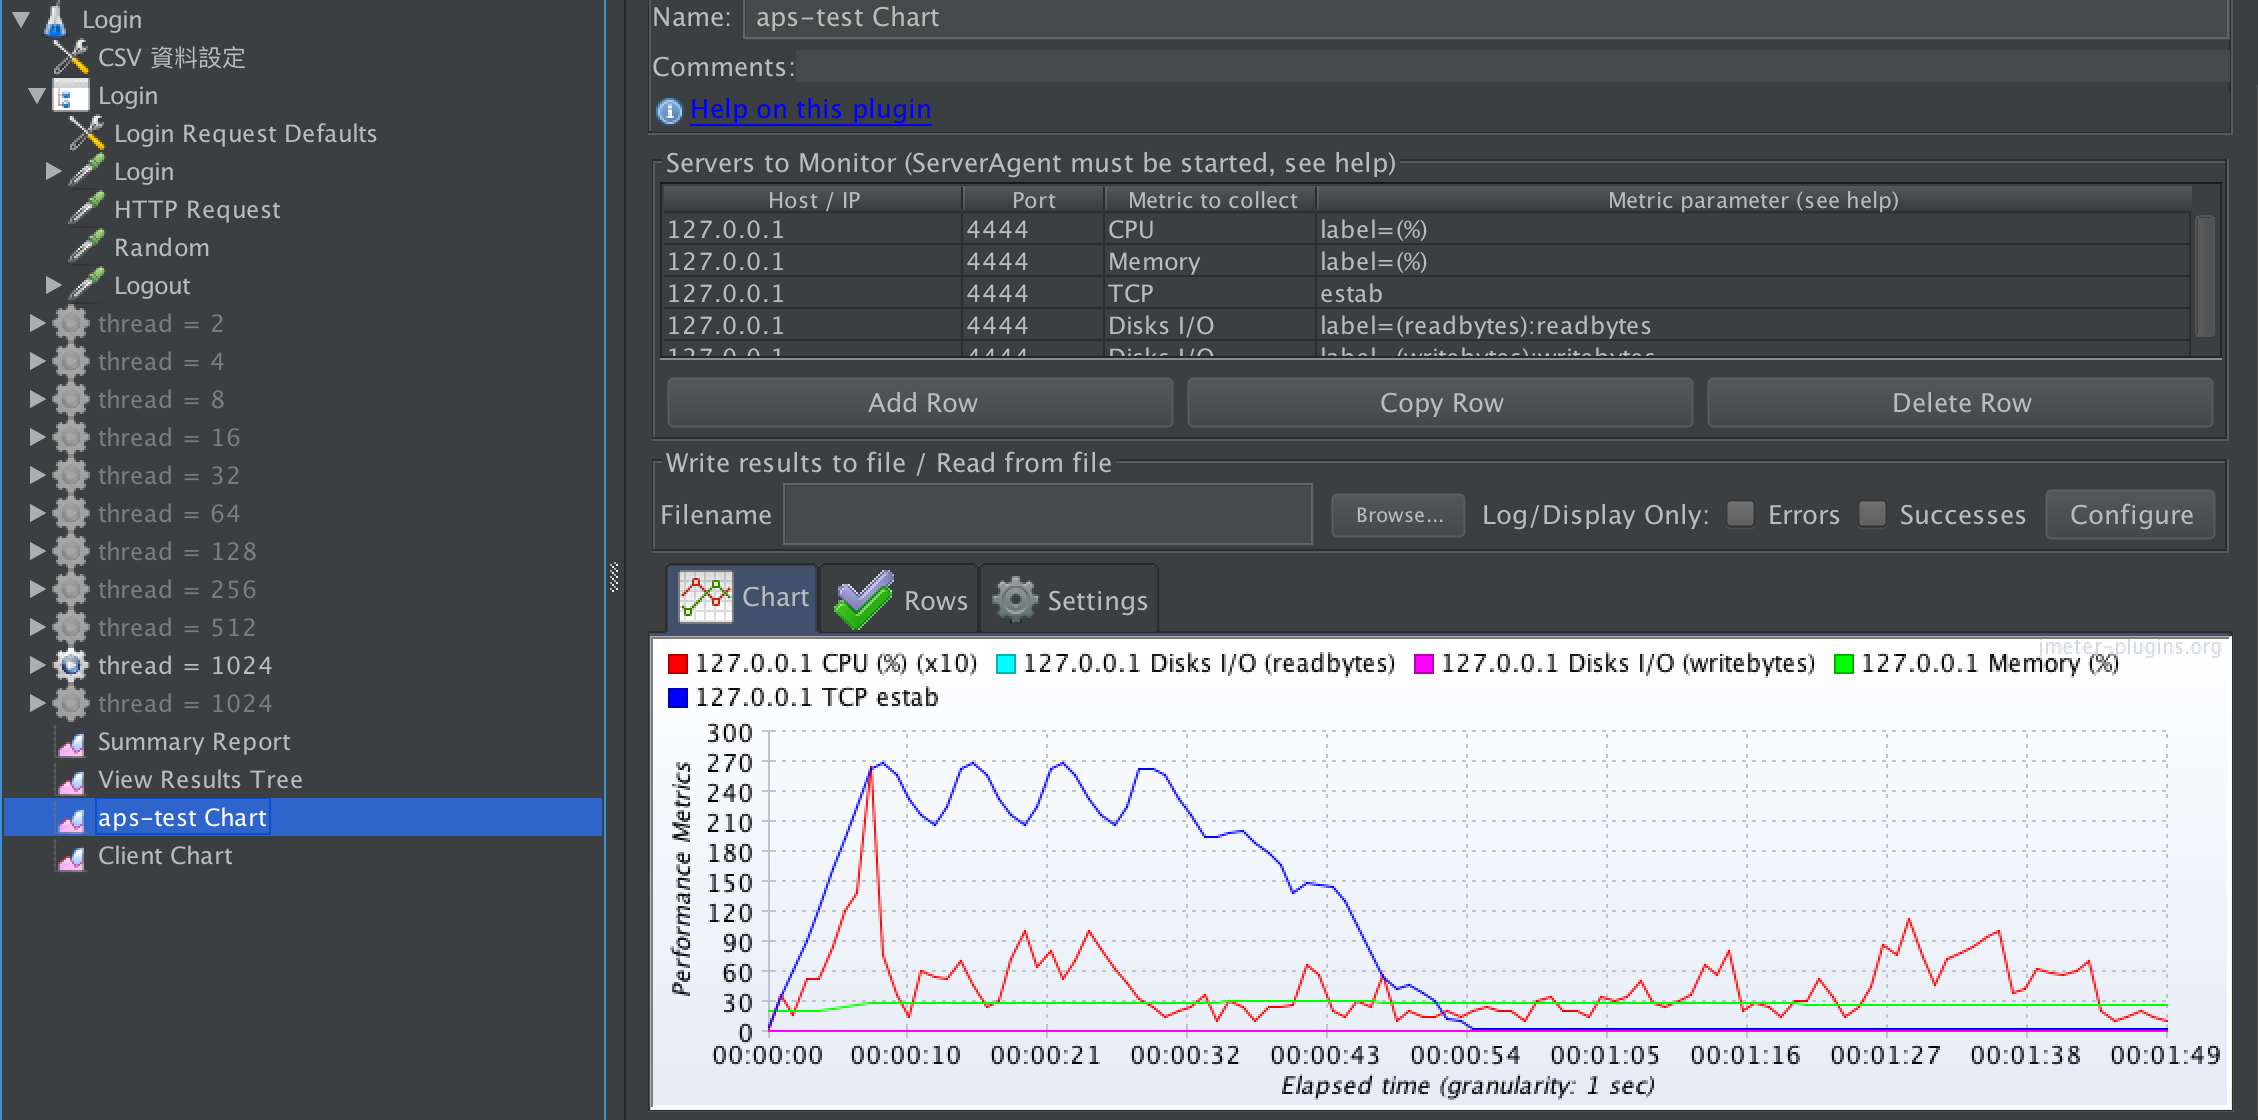 Login
CSV 資料設定
Login
Login Request Defaults
Login
HTTP Request
Random
Logout
thread = 2
thread = 4
thread = 8
thread = 16
thread = 32
thread = 64
thread = 128
thread = 256
thread = 512
thread = 1024
thread = 1024
Summary Report
View Results Tree
aps-test Chart
Client Chart
Name: aps-test Chart
Comments:
Help on this plugin
Servers to Monitor (ServerAgent must be started, see help)
Host / IP Port Metric to collect Metric parameter (see help)
127.0.0.1 4444 CPU label=(%)
127.0.0.1 4444 Memory label=(%)
127.0.0.1 4444 TCP estab
127.0.0.1 4444 Disks I/O label=(readbytes):readbytes
127.0.0.1 4444 Disks I/O label=(writebytes):writebytes
Add Row Copy Row Delete Row
Write results to file / Read from file
Filename Browse... Log/Display Only: Errors Successes Configure
Chart Rows Settings
jmeter-plugins.org
127.0.0.1 CPU (%) (x10) 127.0.0.1 Disks I/O (readbytes) 127.0.0.1 Disks I/O (writebytes) 127.0.0.1 Memory (%)
127.0.0.1 TCP estab
300
270
240
210
180
150
120
90
60
30
0
Performance Metrics
00:00:00 00:00:10 00:00:21 00:00:32 00:00:43 00:00:54 00:01:05 00:01:16 00:01:27 00:01:38 00:01:49
Elapsed time (granularity: 1 sec)